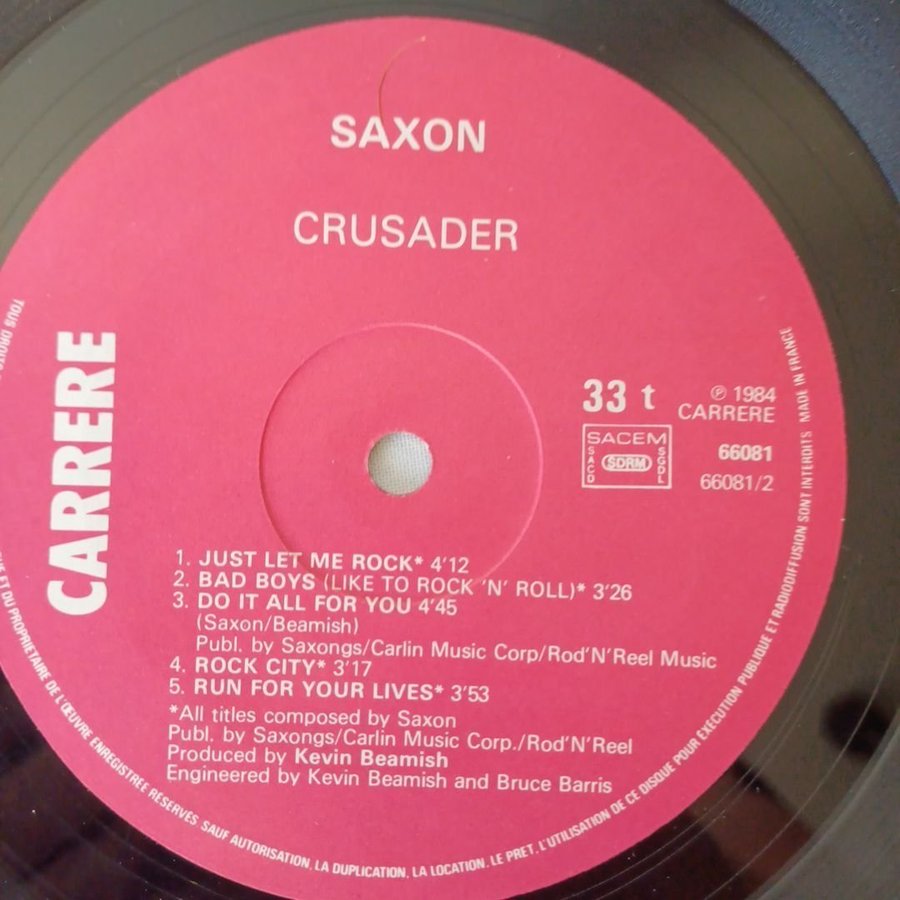 SAXON
CRUSADER
CARRERE
33 t
℗ 1984
CARRERE
SACEM
SACD
SDRM
SGDL
66081
66081/2
1. JUST LET ME ROCK* 4'12
2. BAD BOYS (LIKE TO ROCK 'N' ROLL)* 3'26
3. DO IT ALL FOR YOU 4'45
(Saxon/Beamish)
Publ. by Saxongs/Carlin Music Corp/Rod'N'Reel Music
4. ROCK CITY* 3'17
5. RUN FOR YOUR LIVES* 3'53
*All titles composed by Saxon
Publ. by Saxongs/Carlin Music Corp./Rod'N'Reel
Produced by Kevin Beamish
Engineered by Kevin Beamish and Bruce Barris
TOUS DROITS
ET DU PROPRIETAIRE DE L'ŒUVRE ENREGISTREE RESERVES. SAUF AUTORISATION, LA DUPLICATION, LA LOCATION, LE PRET, L'UTILISATION DE CE DISQUE POUR EXECUTION PUBLIQUE ET RADIODIFFUSION SONT INTERDITS MADE IN FRANCE